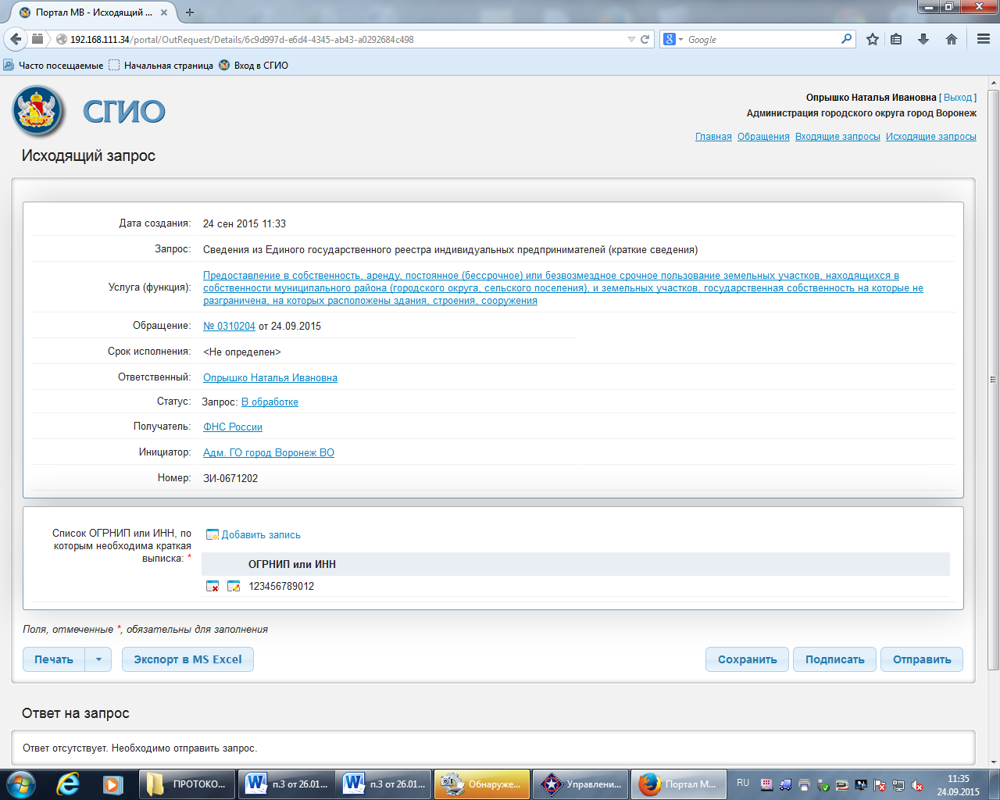 Портал МВ - Исходящий ...
192.168.111.34/portal/OutRequest/Details/6c9d997d-e6d4-4345-ab43-a0292684c498
Google
Часто посещаемые Начальная страница Вход в СГИО
СГИО
Опрышко Наталья Ивановна [ Выход ]
Администрация городского округа город Воронеж
Главная Обращения Входящие запросы Исходящие запросы
Исходящий запрос
Дата создания: 24 сен 2015 11:33
Запрос: Сведения из Единого государственного реестра индивидуальных предпринимателей (краткие сведения)
Услуга (функция): Предоставление в собственность, аренду, постоянное (бессрочное) или безвозмездное срочное пользование земельных участков, находящихся в
собственности муниципального района (городского округа, сельского поселения), и земельных участков, государственная собственность на которые не
разграничена, на которых расположены здания, строения, сооружения
Обращение: № 0310204 от 24.09.2015
Срок исполнения: <Не определен>
Ответственный: Опрышко Наталья Ивановна
Статус: Запрос: В обработке
Получатель: ФНС России
Инициатор: Адм. ГО город Воронеж ВО
Номер: ЗИ-0671202
Список ОГРНИП или ИНН, по
которым необходима краткая
выписка: *
Добавить запись
ОГРНИП или ИНН
123456789012
Поля, отмеченные *, обязательны для заполнения
Печать Экспорт в MS Excel Сохранить Подписать Отправить
Ответ на запрос
Ответ отсутствует. Необходимо отправить запрос.
ПРОТОКО... п.3 от 26.01... п.3 от 26.01... Обнаруже... Управлени... Портал М... RU 11:35
24.09.2015